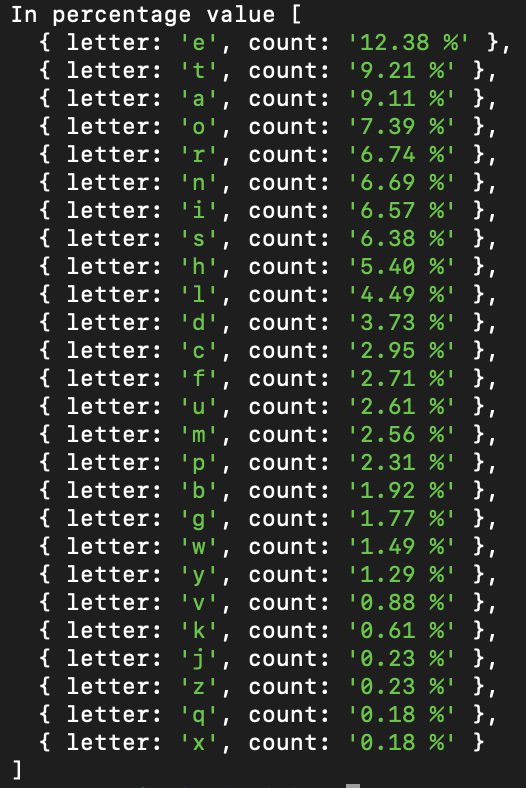 In percentage value [
  { letter: 'e', count: '12.38 %' },
  { letter: 't', count: '9.21 %' },
  { letter: 'a', count: '9.11 %' },
  { letter: 'o', count: '7.39 %' },
  { letter: 'r', count: '6.74 %' },
  { letter: 'n', count: '6.69 %' },
  { letter: 'i', count: '6.57 %' },
  { letter: 's', count: '6.38 %' },
  { letter: 'h', count: '5.40 %' },
  { letter: 'l', count: '4.49 %' },
  { letter: 'd', count: '3.73 %' },
  { letter: 'c', count: '2.95 %' },
  { letter: 'f', count: '2.71 %' },
  { letter: 'u', count: '2.61 %' },
  { letter: 'm', count: '2.56 %' },
  { letter: 'p', count: '2.31 %' },
  { letter: 'b', count: '1.92 %' },
  { letter: 'g', count: '1.77 %' },
  { letter: 'w', count: '1.49 %' },
  { letter: 'y', count: '1.29 %' },
  { letter: 'v', count: '0.88 %' },
  { letter: 'k', count: '0.61 %' },
  { letter: 'j', count: '0.23 %' },
  { letter: 'z', count: '0.23 %' },
  { letter: 'q', count: '0.18 %' },
  { letter: 'x', count: '0.18 %' }
]